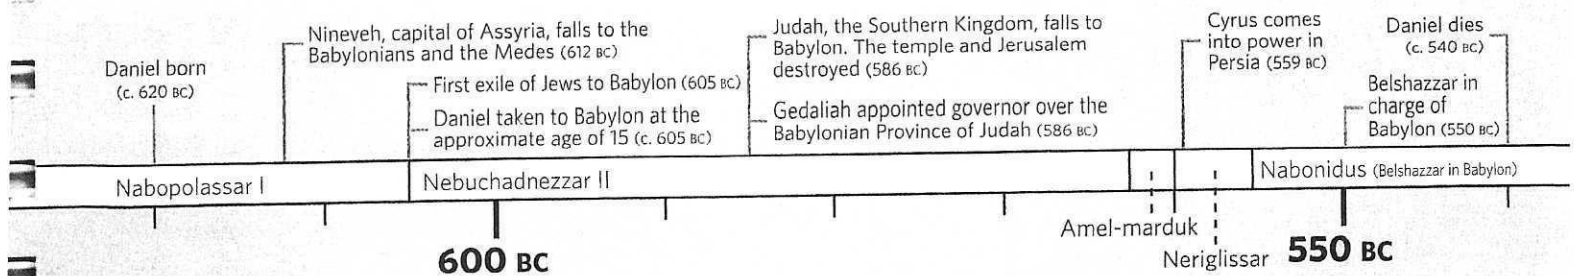 Daniel born
(c. 620 BC)
Nineveh, capital of Assyria, falls to the
Babylonians and the Medes (612 BC)
First exile of Jews to Babylon (605 BC)
Daniel taken to Babylon at the
approximate age of 15 (c. 605 BC)
Judah, the Southern Kingdom, falls to
Babylon. The temple and Jerusalem
destroyed (586 BC)
Gedaliah appointed governor over the
Babylonian Province of Judah (586 BC)
Cyrus comes
into power in
Persia (559 BC)
Daniel dies
(c. 540 BC)
Belshazzar in
charge of
Babylon (550 BC)
Nabopolassar I
Nebuchadnezzar II
Nabonidus (Belshazzar in Babylon)
Amel-marduk
Neriglissar
600 BC
550 BC